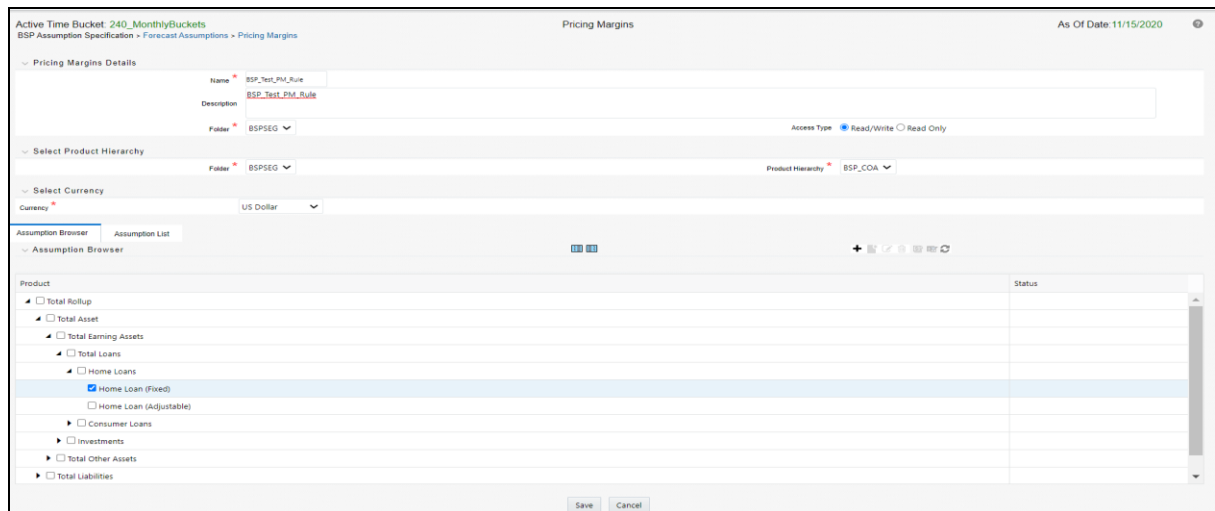 Active Time Bucket: 240_MonthlyBuckets Pricing Margins As Of Date:11/15/2020
BSP Assumption Specification > Forecast Assumptions > Pricing Margins
Pricing Margins Details
Name * BSP_Test_PM_Rule
Description BSP_Test_PM_Rule
Folder * BSPSEG Access Type Read/Write Read Only
Select Product Hierarchy
Folder * BSPSEG Product Hierarchy * BSP_COA
Select Currency
Currency * US Dollar
Assumption Browser Assumption List
Assumption Browser
Product Status
Total Rollup
Total Asset
Total Earning Assets
Total Loans
Home Loans
Home Loan (Fixed)
Home Loan (Adjustable)
Consumer Loans
Investments
Total Other Assets
Total Liabilities
Save Cancel